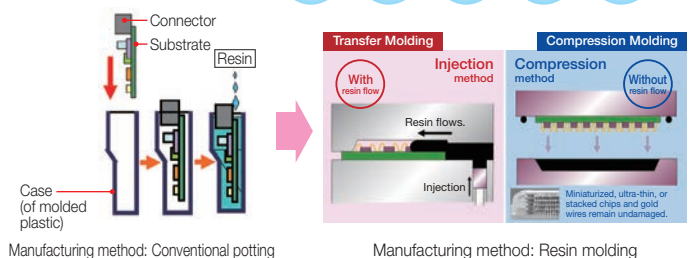 Connector
Substrate
Resin
Case
(of molded
plastic)
Manufacturing method: Conventional potting
Transfer Molding
With
resin flow
Injection
method
Resin flows.
Injection
Compression Molding
Compression
method
Without
resin flow
Miniaturized, ultra-thin, or
stacked chips and gold
wires remain undamaged.
Manufacturing method: Resin molding